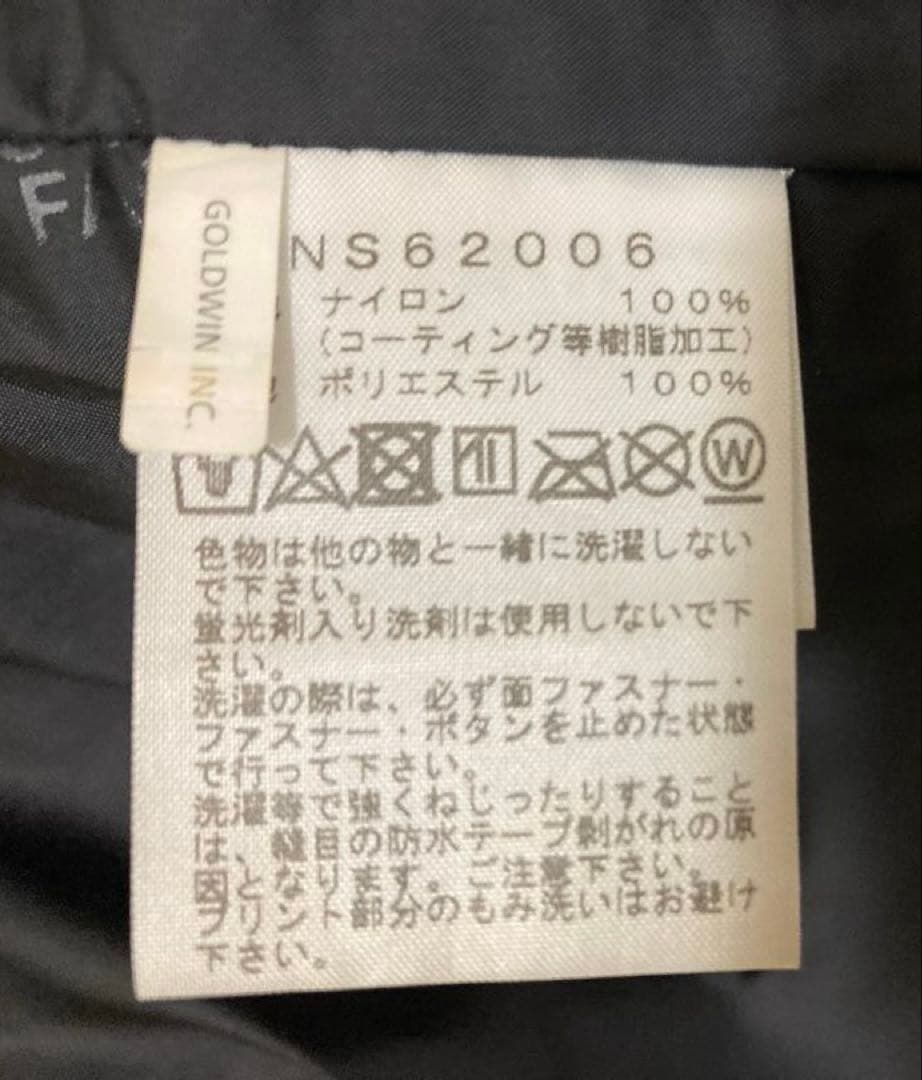 F/
GOLDWIN INC.
NS62006
ナイロン 100%
(コーティング等樹脂加工)
ポリエステル 100%
W
色物は他の物と一緒に洗濯しない
で下さい。
蛍光剤入り洗剤は使用しないで下
さい。
洗濯の際は、必ず面ファスナー・
ファスナー・ボタンを止めた状態
で行って下さい。
洗濯等で強くねじったりすること
は、縫目の防水テープ剝がれの原
因となります。ご注意下さい。
プリント部分のもみ洗いはお避け
下さい。